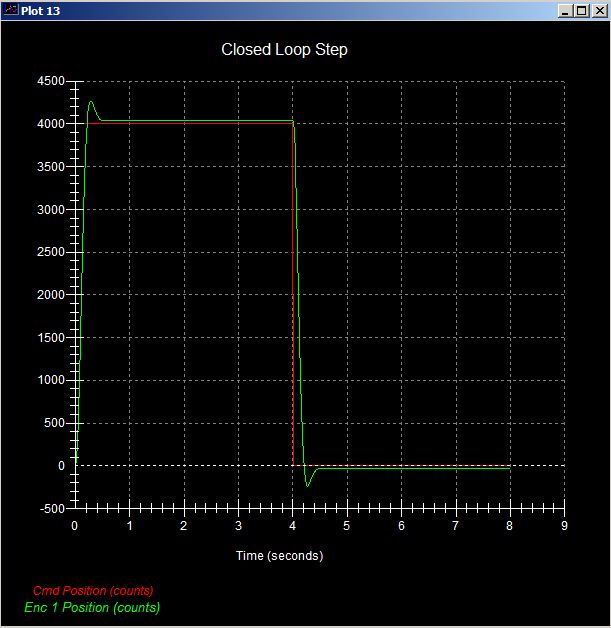 Plot 13
Closed Loop Step
4500
4000
3500
3000
2500
2000
1500
1000
500
0
-500
0 1 2 3 4 5 6 7 8 9
Time (seconds)
Cmd Position (counts)
Enc 1 Position (counts)